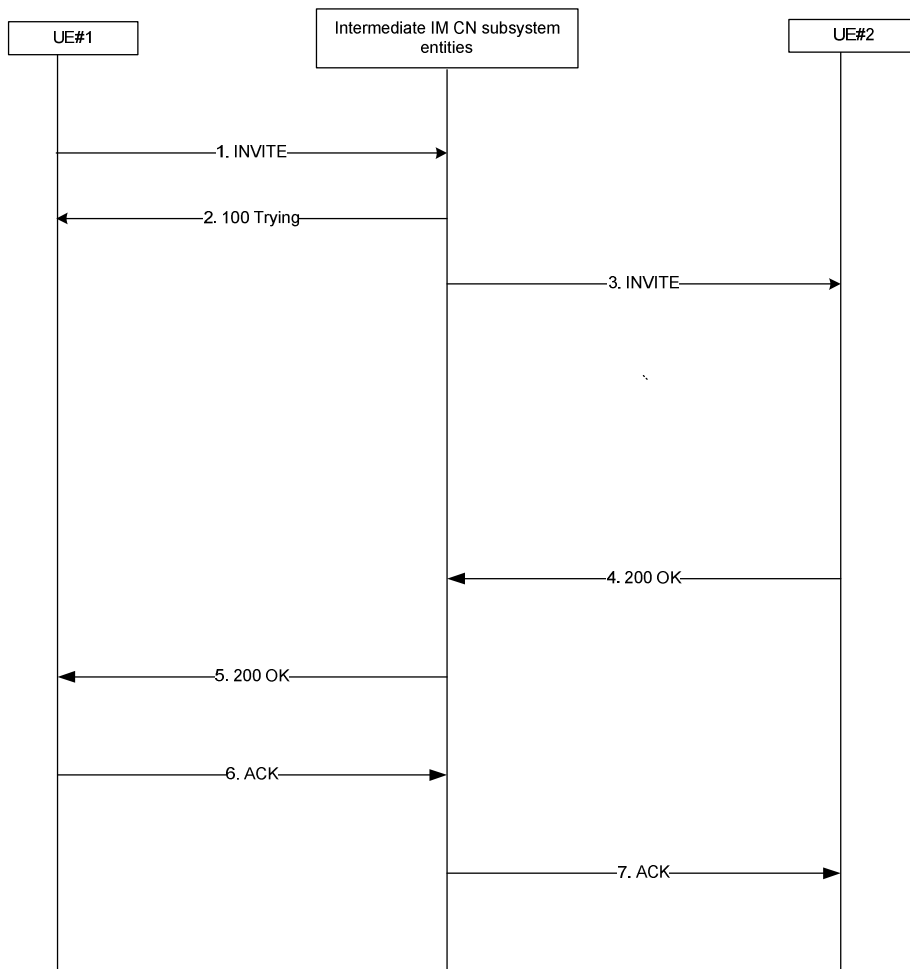 UE#1
Intermediate IM CN subsystem
entities
UE#2
1. INVITE
2. 100 Trying
3. INVITE
4. 200 OK
5. 200 OK
6. ACK
7. ACK